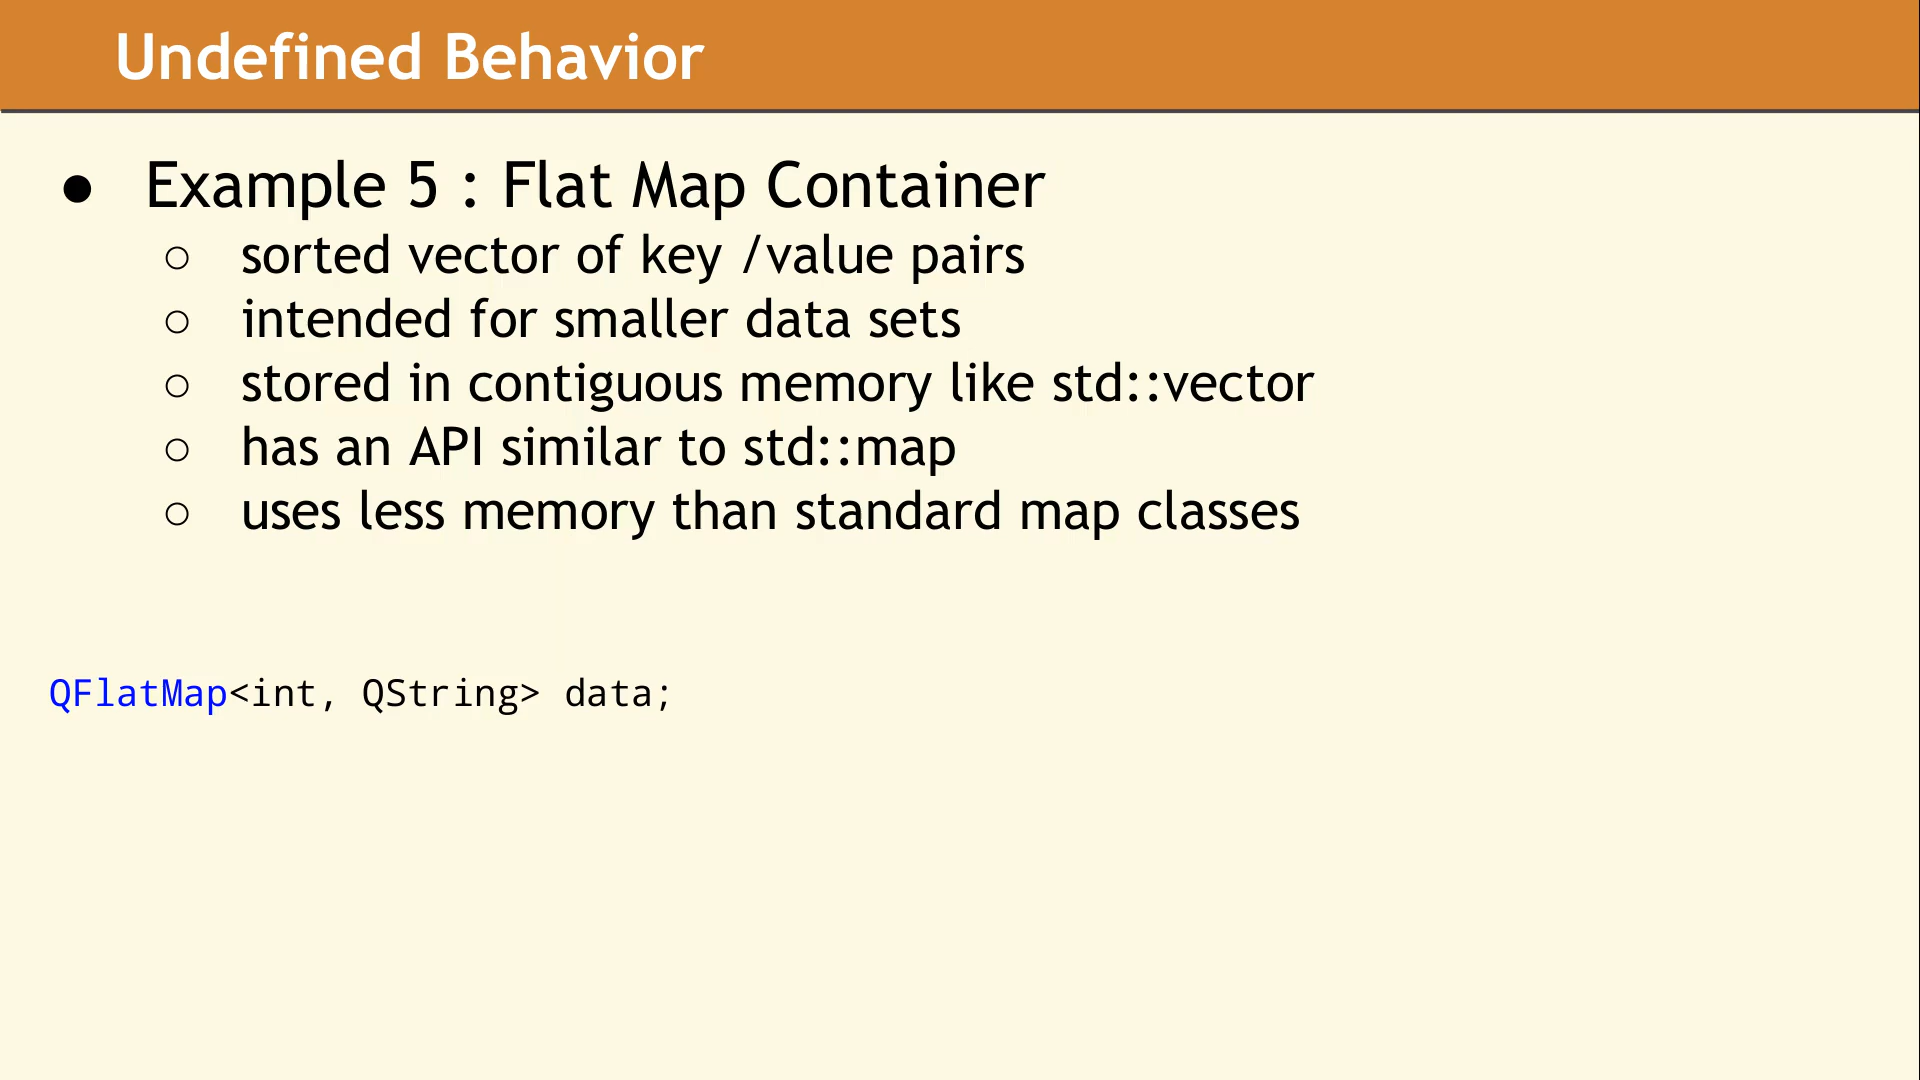 Undefined Behavior
● Example 5 : Flat Map Container
○ sorted vector of key /value pairs
○ intended for smaller data sets
○ stored in contiguous memory like std::vector
○ has an API similar to std::map
○ uses less memory than standard map classes
QFlatMap<int, QString> data;